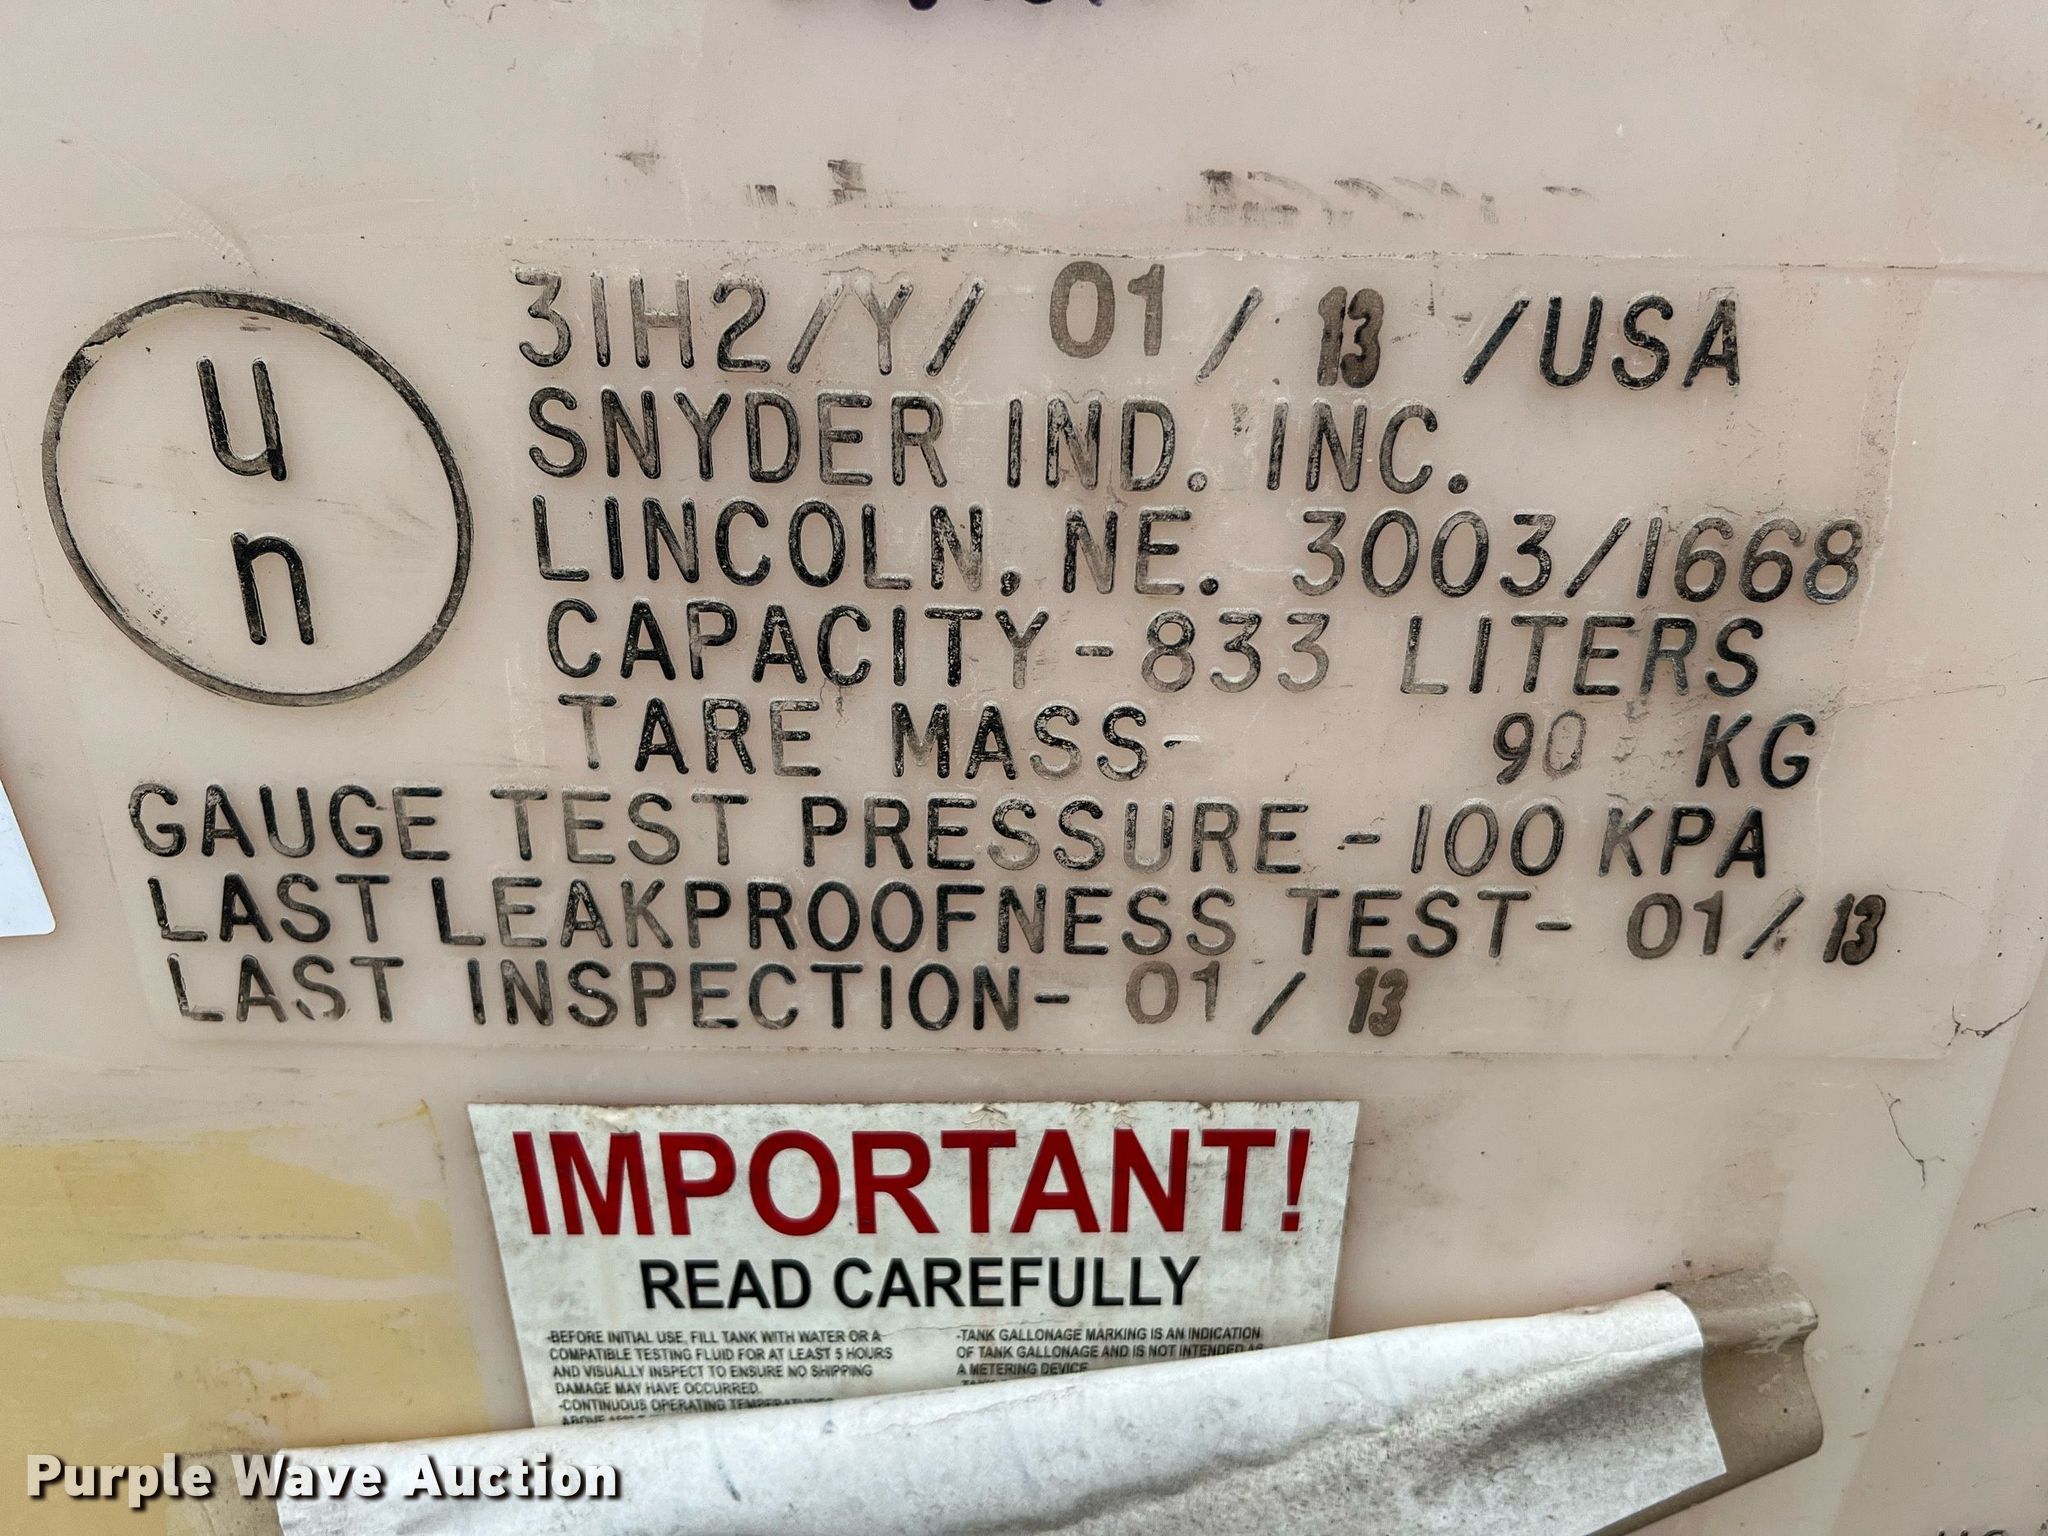 u
n
31H2/Y/ 01 / 13 /USA
SNYDER IND. INC.
LINCOLN, NE. 3003/1668
CAPACITY-833 LITERS
TARE MASS- 90 KG
GAUGE TEST PRESSURE-100 KPA
LAST LEAKPROOFNESS TEST- 01/13
LAST INSPECTION- 01/13
IMPORTANT!
READ CAREFULLY
-BEFORE INITIAL USE, FILL TANK WITH WATER OR A
COMPATIBLE TESTING FLUID FOR AT LEAST 5 HOURS
AND VISUALLY INSPECT TO ENSURE NO SHIPPING
DAMAGE MAY HAVE OCCURRED.
-CONTINUOUS OPERATING TEMPERATURES
-TANK GALLONAGE MARKING IS AN INDICATION
OF TANK GALLONAGE AND IS NOT INTENDED AS
A METERING DEVICE
Purple Wave Auction